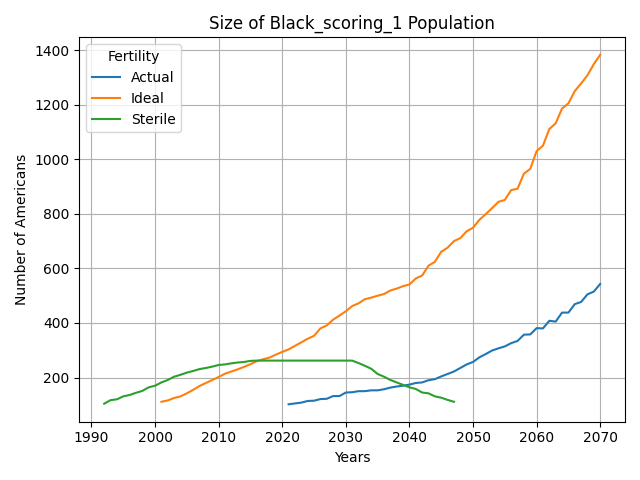 Size of Black_scoring_1 Population
Fertility
Actual
Ideal
Sterile
Number of Americans
1400
1200
1000
800
600
400
200
1990 2000 2010 2020 2030 2040 2050 2060 2070
Years